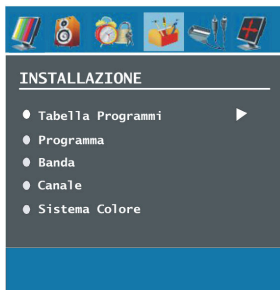 INSTALLAZIONE
Tabella Programmi
Programma
Banda
Canale
Sistema Colore